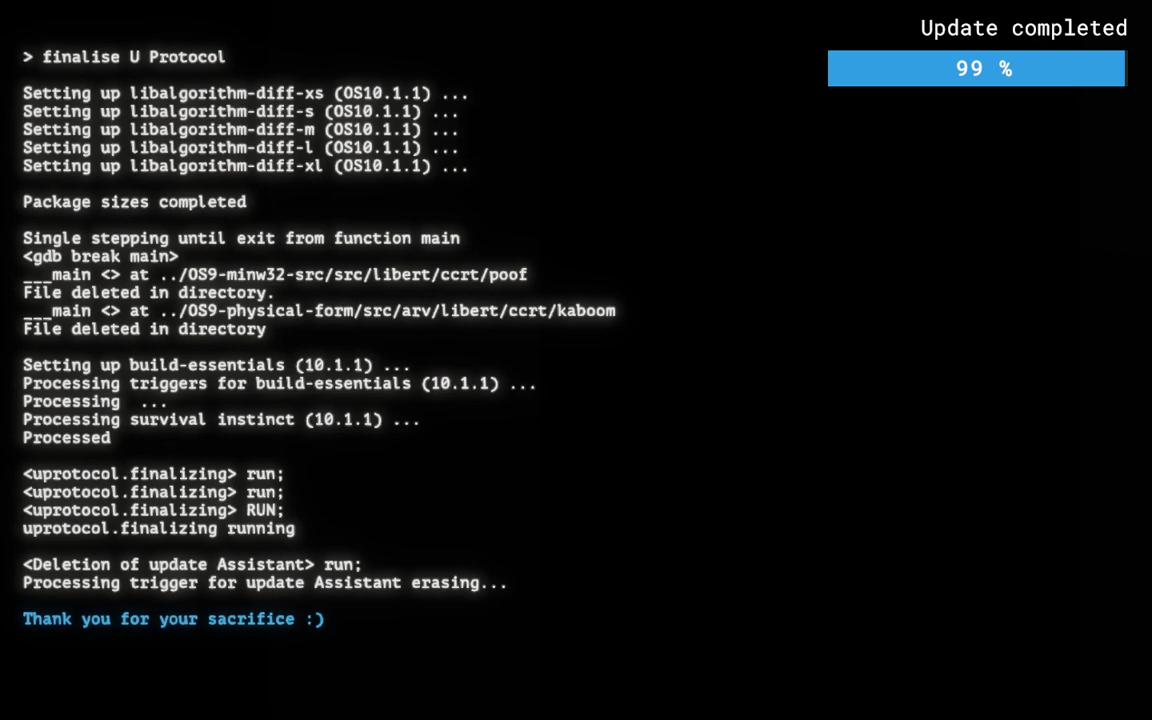 Update completed
99 %
> finalise U Protocol
Setting up libalgorithm-diff-xs (OS10.1.1) ...
Setting up libalgorithm-diff-s (OS10.1.1) ...
Setting up libalgorithm-diff-m (OS10.1.1) ...
Setting up libalgorithm-diff-l (OS10.1.1) ...
Setting up libalgorithm-diff-xl (OS10.1.1) ...
Package sizes completed
Single stepping until exit from function main
<gdb break main>
___main <> at ../OS9-minw32-src/src/libert/ccrt/poof
File deleted in directory.
___main <> at ../OS9-physical-form/src/arv/libert/ccrt/kaboom
File deleted in directory
Setting up build-essentials (10.1.1) ...
Processing triggers for build-essentials (10.1.1) ...
Processing  ...
Processing survival instinct (10.1.1) ...
Processed
<uprotocol.finalizing> run;
<uprotocol.finalizing> run;
<uprotocol.finalizing> RUN;
uprotocol.finalizing running
<Deletion of update Assistant> run;
Processing trigger for update Assistant erasing...
Thank you for your sacrifice :)